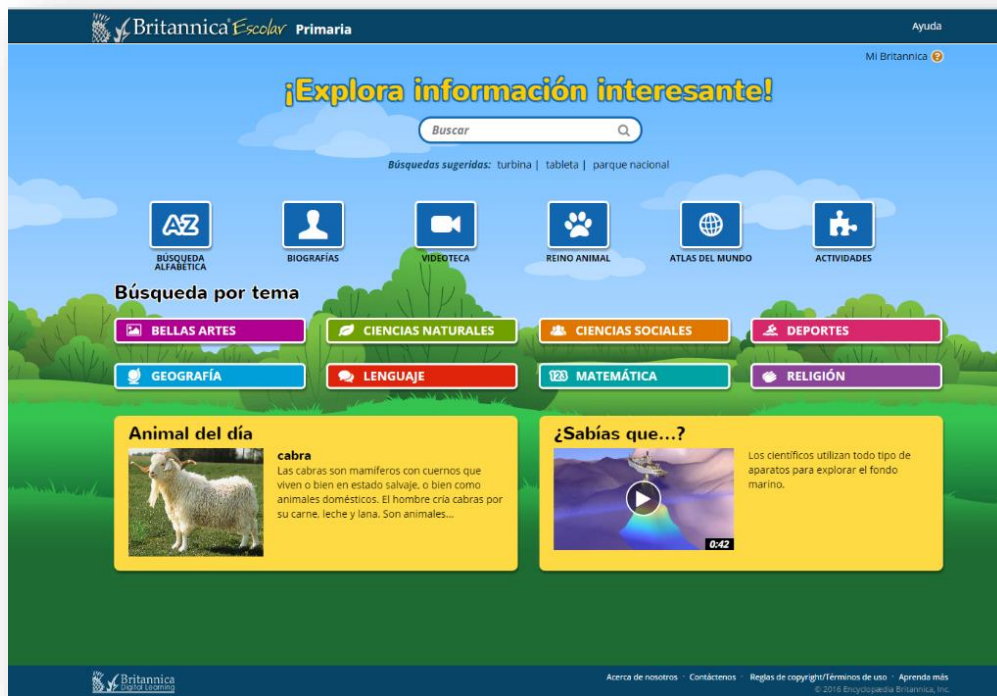 Britannica Escolar Primaria
Ayuda
Mi Britannica ?
¡Explora información interesante!
Buscar
Búsquedas sugeridas: turbina | tableta | parque nacional
AZ
BÚSQUEDA
ALFABÉTICA
BIOGRAFÍAS
VIDEOTECA
REINO ANIMAL
ATLAS DEL MUNDO
ACTIVIDADES
Búsqueda por tema
BELLAS ARTES
CIENCIAS NATURALES
CIENCIAS SOCIALES
DEPORTES
GEOGRAFÍA
LENGUAJE
123 MATEMÁTICA
RELIGIÓN
Animal del día
cabra
Las cabras son mamíferos con cuernos que
viven o bien en estado salvaje, o bien como
animales domésticos. El hombre cría cabras por
su carne, leche y lana. Son animales...
¿Sabías que...?
Los científicos utilizan todo tipo de
aparatos para explorar el fondo
marino.
0:42
Britannica
Digital Learning
Acerca de nosotros · Contáctenos · Reglas de copyright/Términos de uso · Aprenda más
© 2016 Encyclopædia Britannica, Inc.